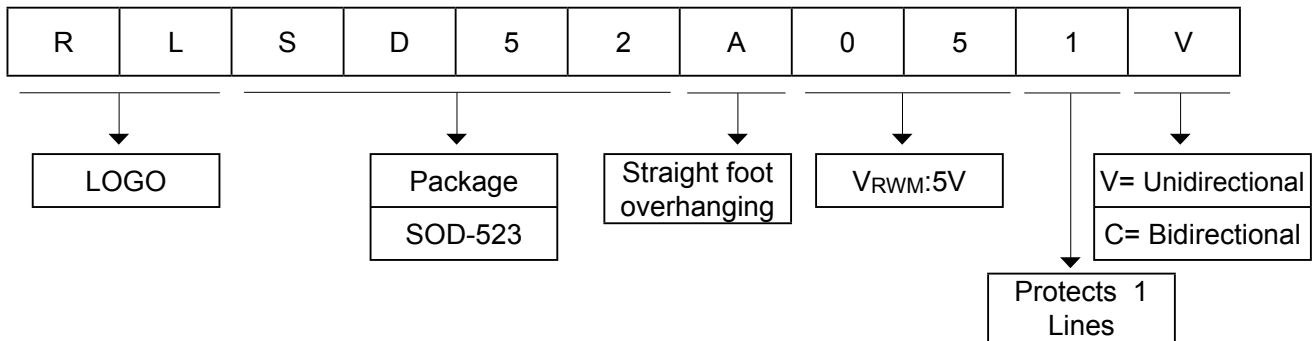 R L S D 5 2 A 0 5 1 V
LOGO
Package
SOD-523
Straight foot
overhanging
VRWM:5V
V= Unidirectional
C= Bidirectional
Protects 1
Lines